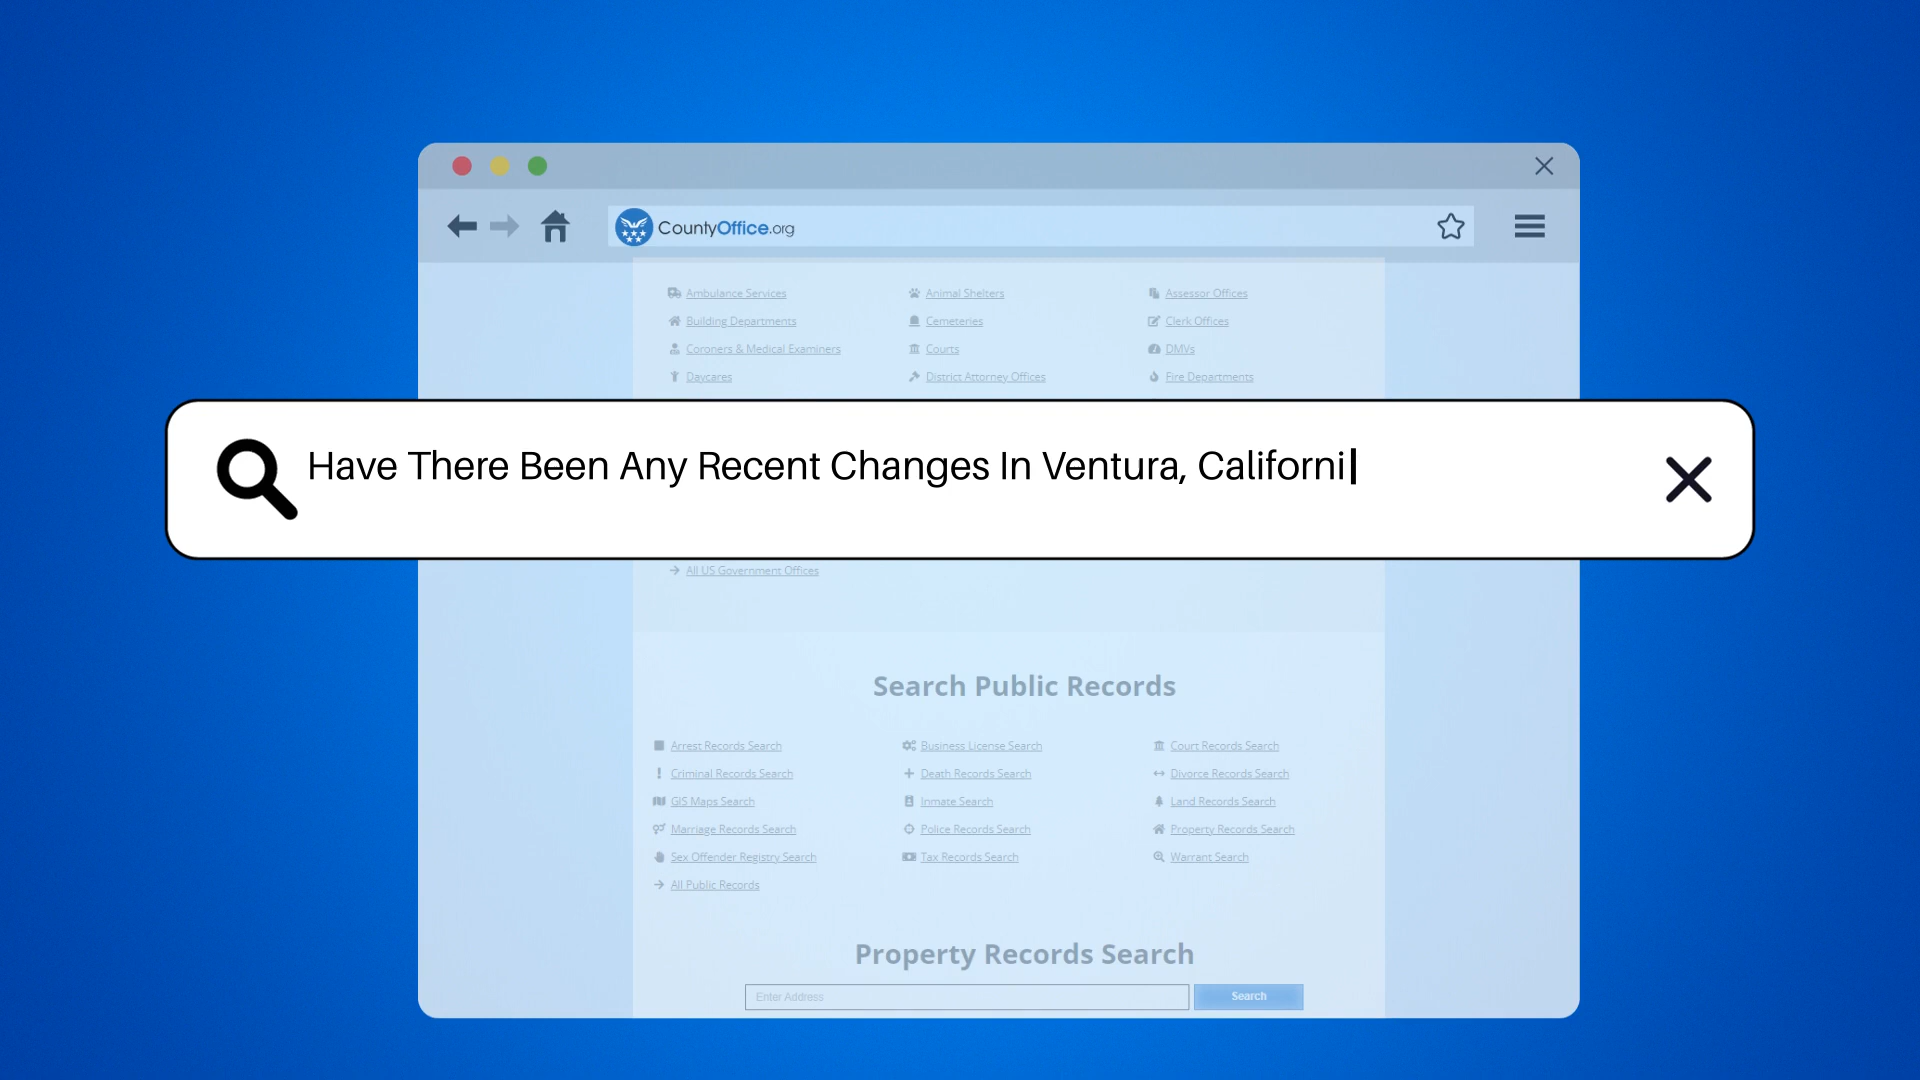 CountyOffice.org
Ambulance Services Animal Shelters Assessor Offices
Building Departments Cemeteries Clerk Offices
Coroners & Medical Examiners Courts DMVs
Daycares District Attorney Offices Fire Departments
Have There Been Any Recent Changes In Ventura, Californi
All US Government Offices
Search Public Records
Arrest Records Search Business License Search Court Records Search
Criminal Records Search Death Records Search Divorce Records Search
GIS Maps Search Inmate Search Land Records Search
Marriage Records Search Police Records Search Property Records Search
Sex Offender Registry Search Tax Records Search Warrant Search
All Public Records
Property Records Search
Enter Address Search